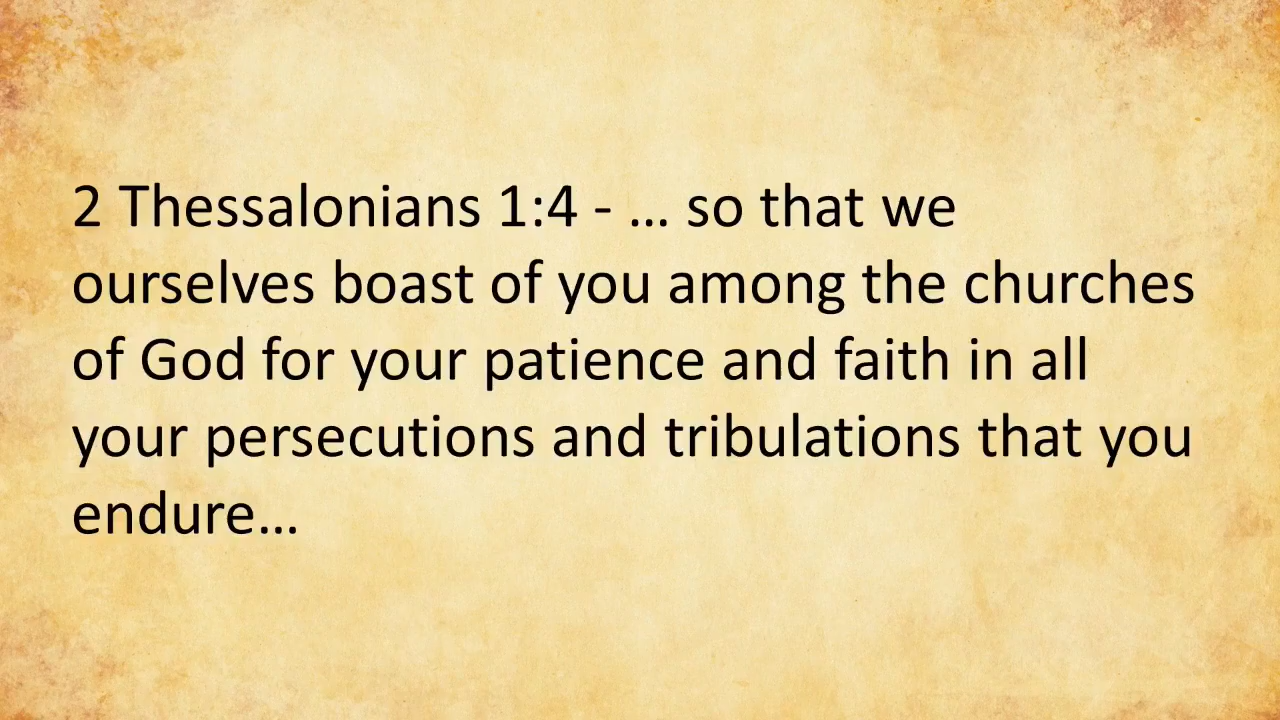 2 Thessalonians 1:4 - … so that we
ourselves boast of you among the churches
of God for your patience and faith in all
your persecutions and tribulations that you
endure…